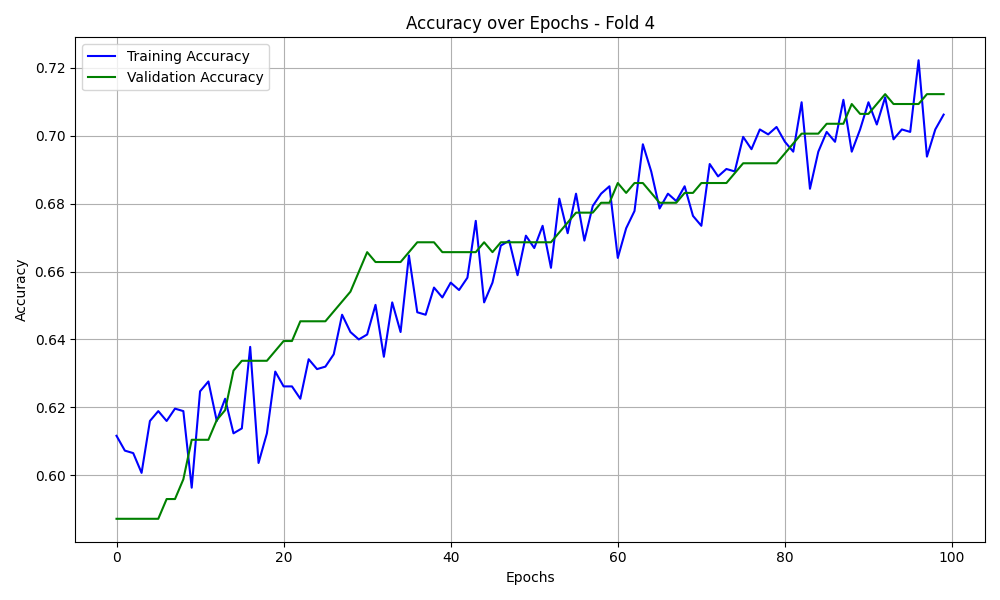 Accuracy over Epochs - Fold 4
Training Accuracy
Validation Accuracy
Accuracy
0.72
0.70
0.68
0.66
0.64
0.62
0.60
0 20 40 60 80 100
Epochs